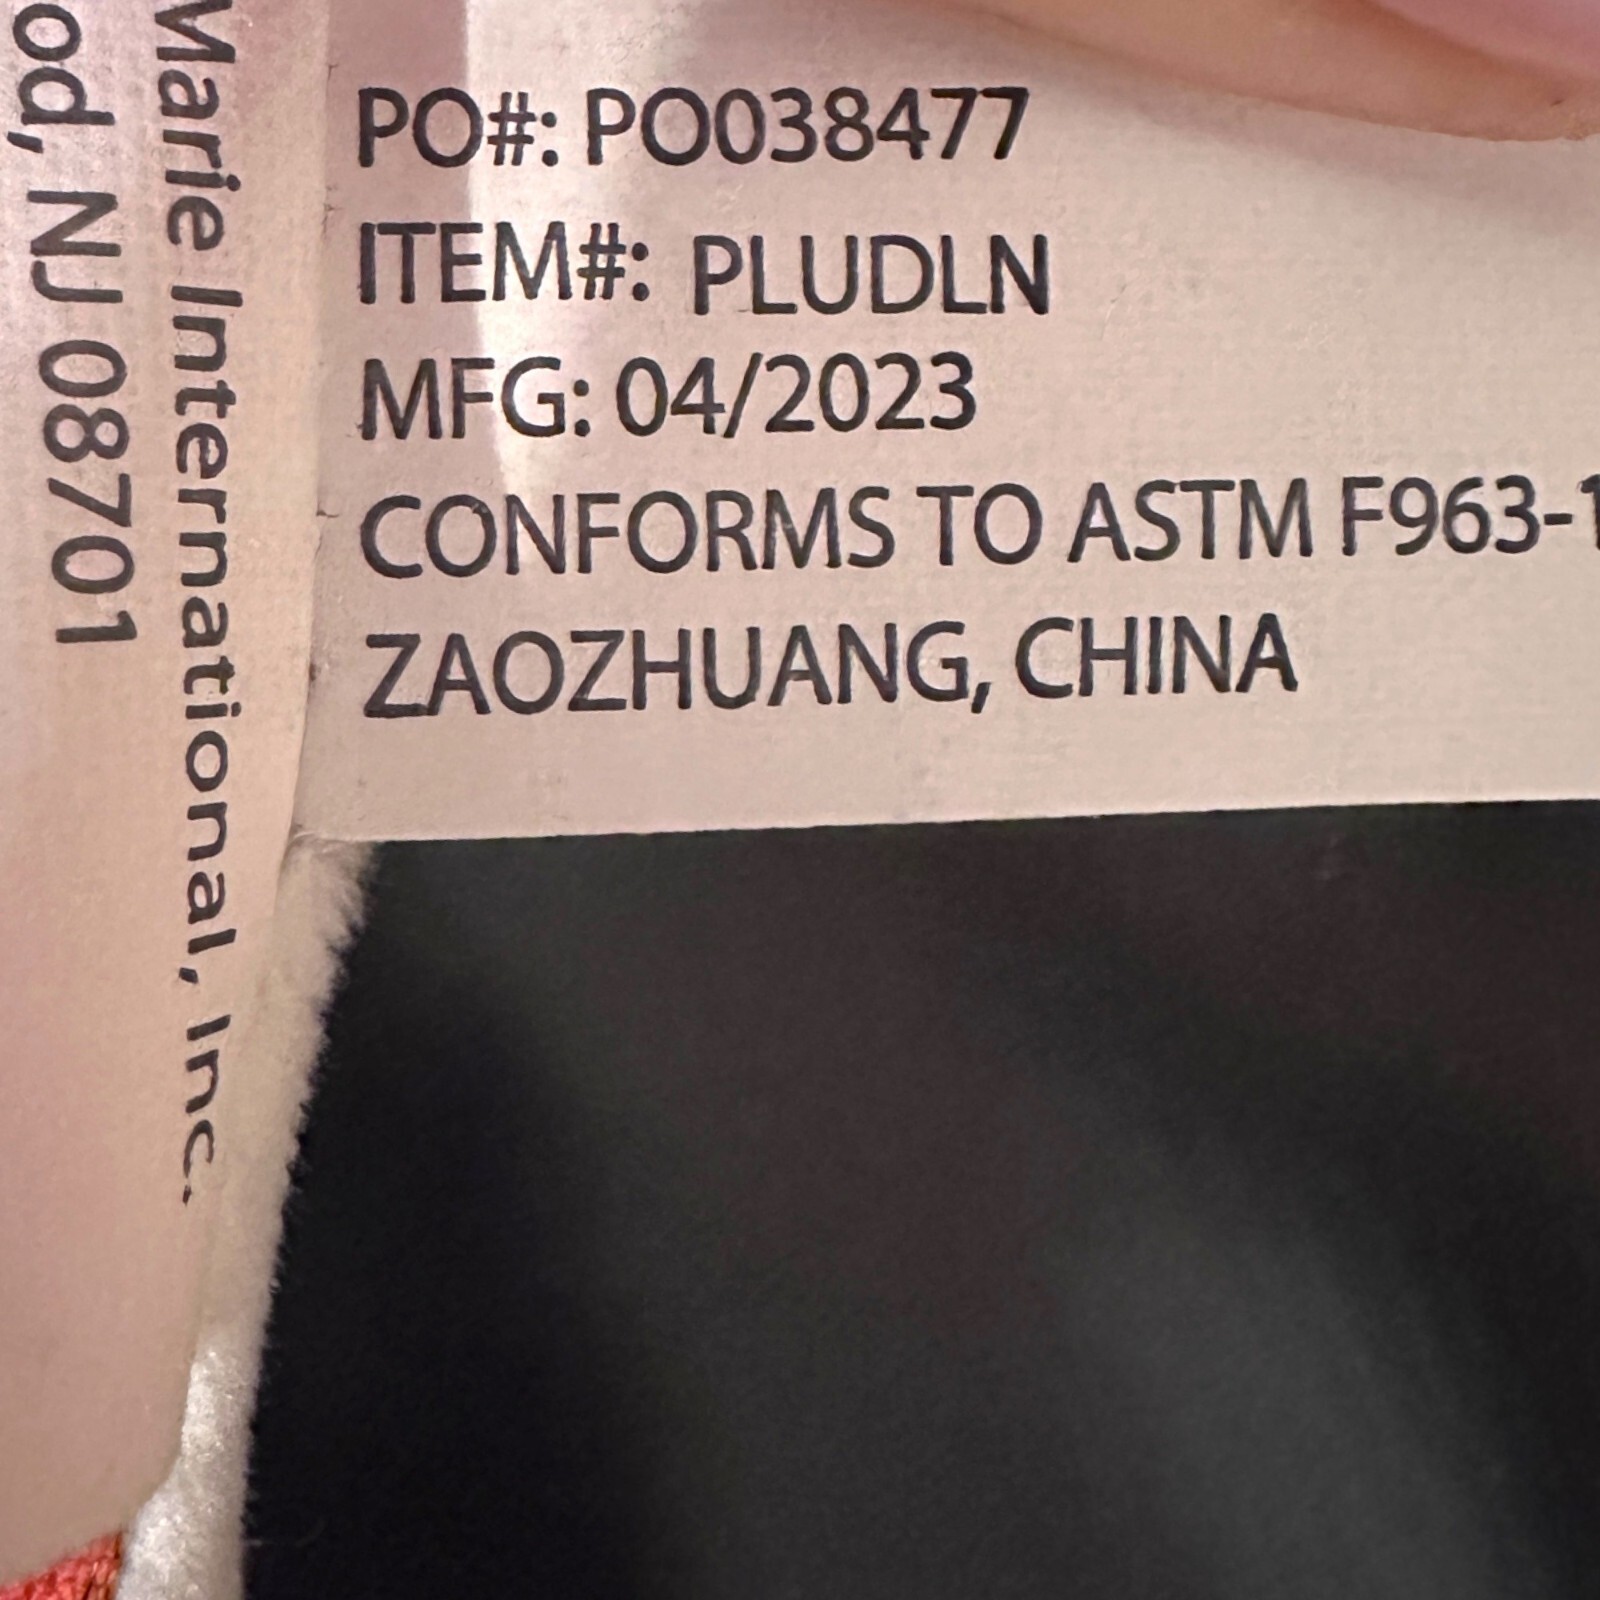 PO#: PO038477
ITEM#: PLUDLN
MFG: 04/2023
CONFORMS TO ASTM F963-1
ZAOZHUANG, CHINA
Marie International, Inc.
od, NJ 08701